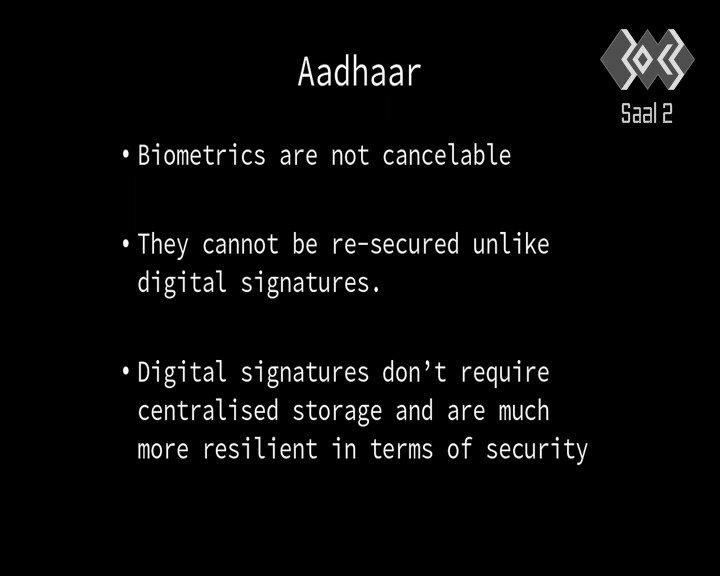 Aadhaar
Saal 2
• Biometrics are not cancelable
• They cannot be re-secured unlike
digital signatures.
• Digital signatures don’t require
centralised storage and are much
more resilient in terms of security